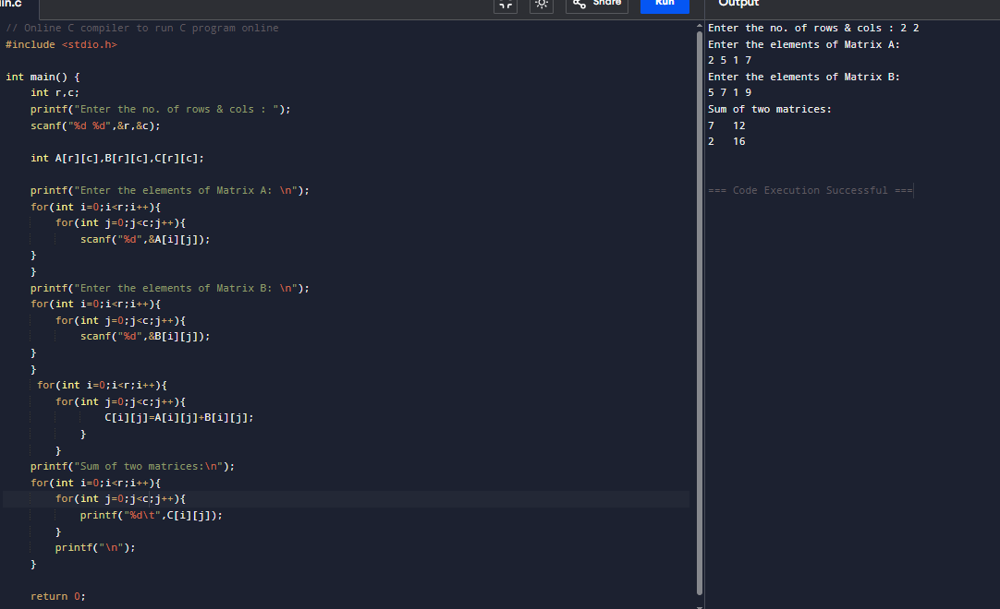 in.c
Share
Run
Output
// Online C compiler to run C program online
#include <stdio.h>
int main() {
    int r,c;
    printf("Enter the no. of rows & cols : ");
    scanf("%d %d",&r,&c);
    int A[r][c],B[r][c],C[r][c];
    printf("Enter the elements of Matrix A: \n");
    for(int i=0;i<r;i++){
        for(int j=0;j<c;j++){
            scanf("%d",&A[i][j]);
    }
    }
    printf("Enter the elements of Matrix B: \n");
    for(int i=0;i<r;i++){
        for(int j=0;j<c;j++){
            scanf("%d",&B[i][j]);
    }
    }
     for(int i=0;i<r;i++){
        for(int j=0;j<c;j++){
                C[i][j]=A[i][j]+B[i][j];
            }
        }
    printf("Sum of two matrices:\n");
    for(int i=0;i<r;i++){
        for(int j=0;j<c;j++){
            printf("%d\t",C[i][j]);
        }
        printf("\n");
    }
    return 0;
Enter the no. of rows & cols : 2 2
Enter the elements of Matrix A:
2 5 1 7
Enter the elements of Matrix B:
5 7 1 9
Sum of two matrices:
7   12
2   16
=== Code Execution Successful ===